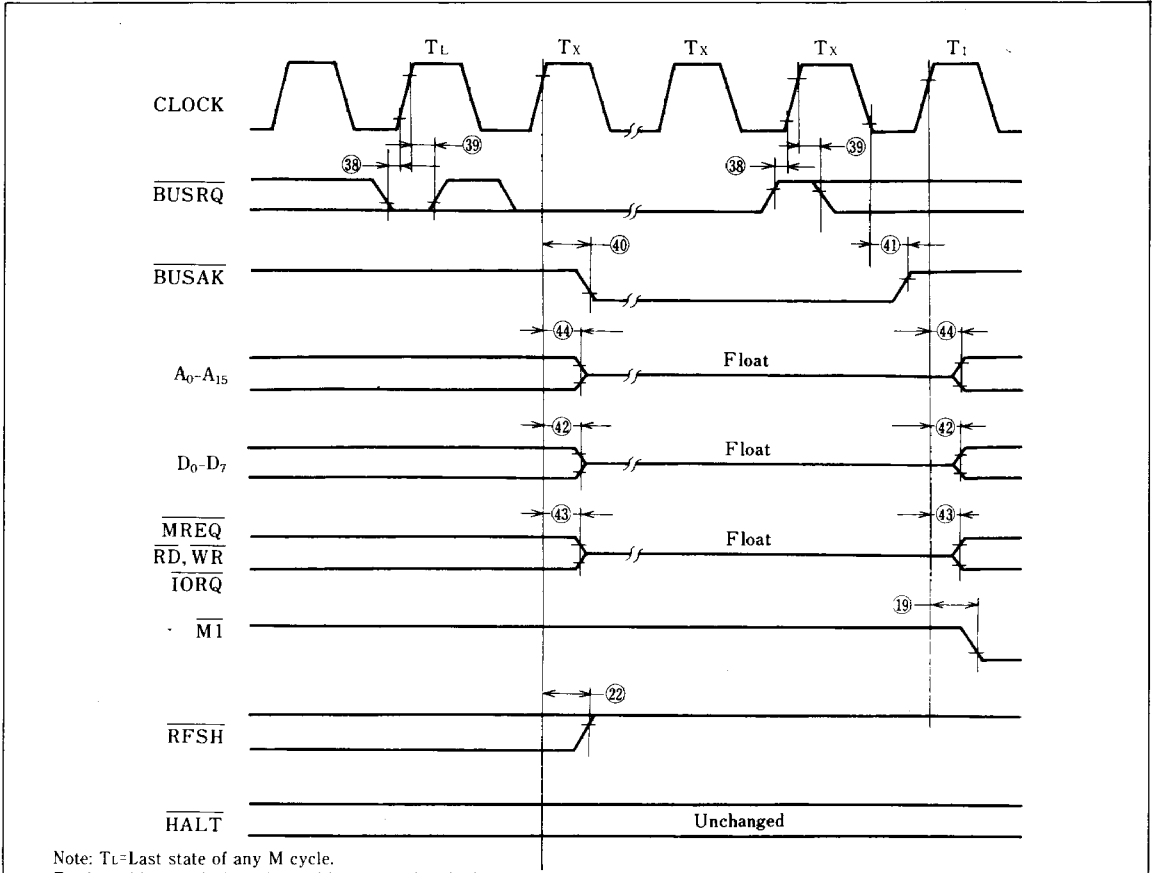 TL TX TX TX T1
CLOCK
㊴ ㊴
㊳ ㊳
BUSRQ
㊵ ㊶
BUSAK
㊹ ㊹
A0-A15 Float
㊷ ㊷
D0-D7 Float
㊸ ㊸
MREQ
RD, WR Float
IORQ
⑲
M1
㉒
RFSH
HALT Unchanged
Note: TL=Last state of any M cycle.